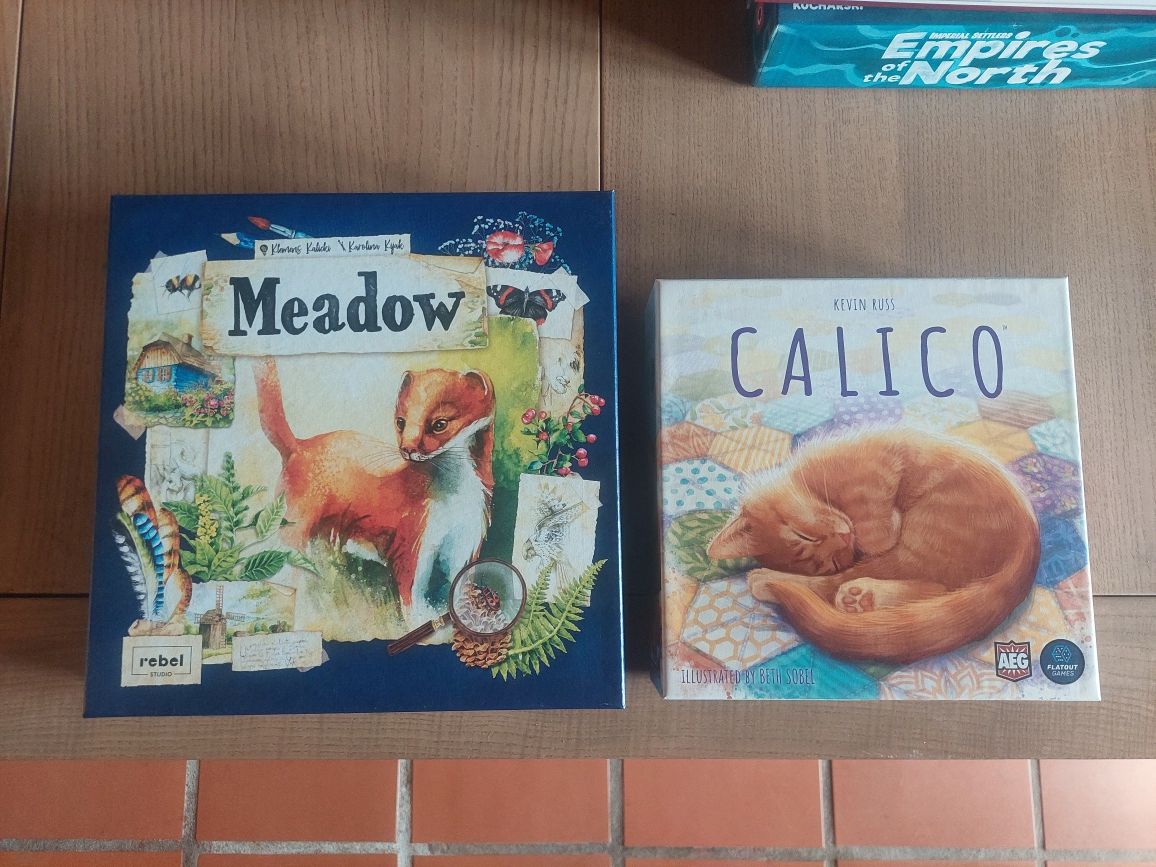 KUCHARSKI
IMPERIAL SETTLERS
Empires
of
the North
Klemens Kalicki Karolina Kijak
Meadow
rebel
STUDIO
KEVIN RUSS
CALICO™
ILLUSTRATED BY BETH SOBEL
AEG
FLATOUT
GAMES